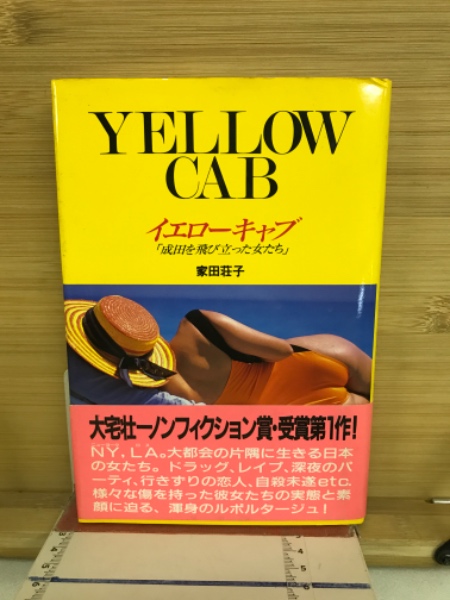 YELLOW
CAB
イエローキャブ
「成田を飛び立った女たち」
家田荘子
大宅壮一ノンフィクション賞・受賞第1作!
NY、LA。大都会の片隅に生きる日本
の女たち。ドラッグ、レイプ、深夜のパ
ーティ、行きずりの恋人、自殺未遂etc.
様々な傷を持った彼女たちの実態と素
顔に迫る、渾身のルポルタージュ!